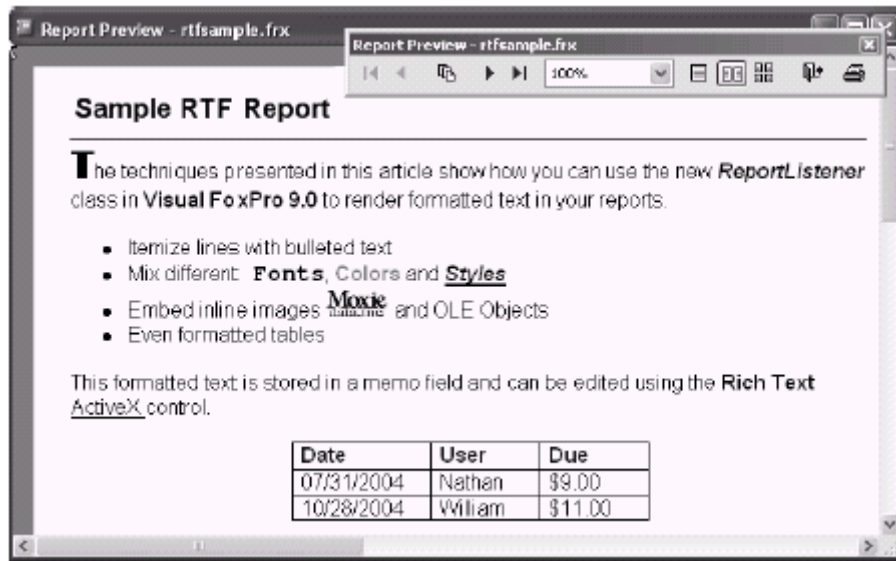 Report Preview - rtfsample.frx
Report Preview - rtfsample.frx
100%
Sample RTF Report
The techniques presented in this article show how you can use the new ReportListener
class in Visual FoxPro 9.0 to render formatted text in your reports.
• Itemize lines with bulleted text
• Mix different Fonts, Colors and Styles
• Embed inline images Moxie and OLE Objects
• Even formatted tables
This formatted text is stored in a memo field and can be edited using the Rich Text
ActiveX control.
Date User Due
07/31/2004 Nathan $9.00
10/28/2004 William $11.00